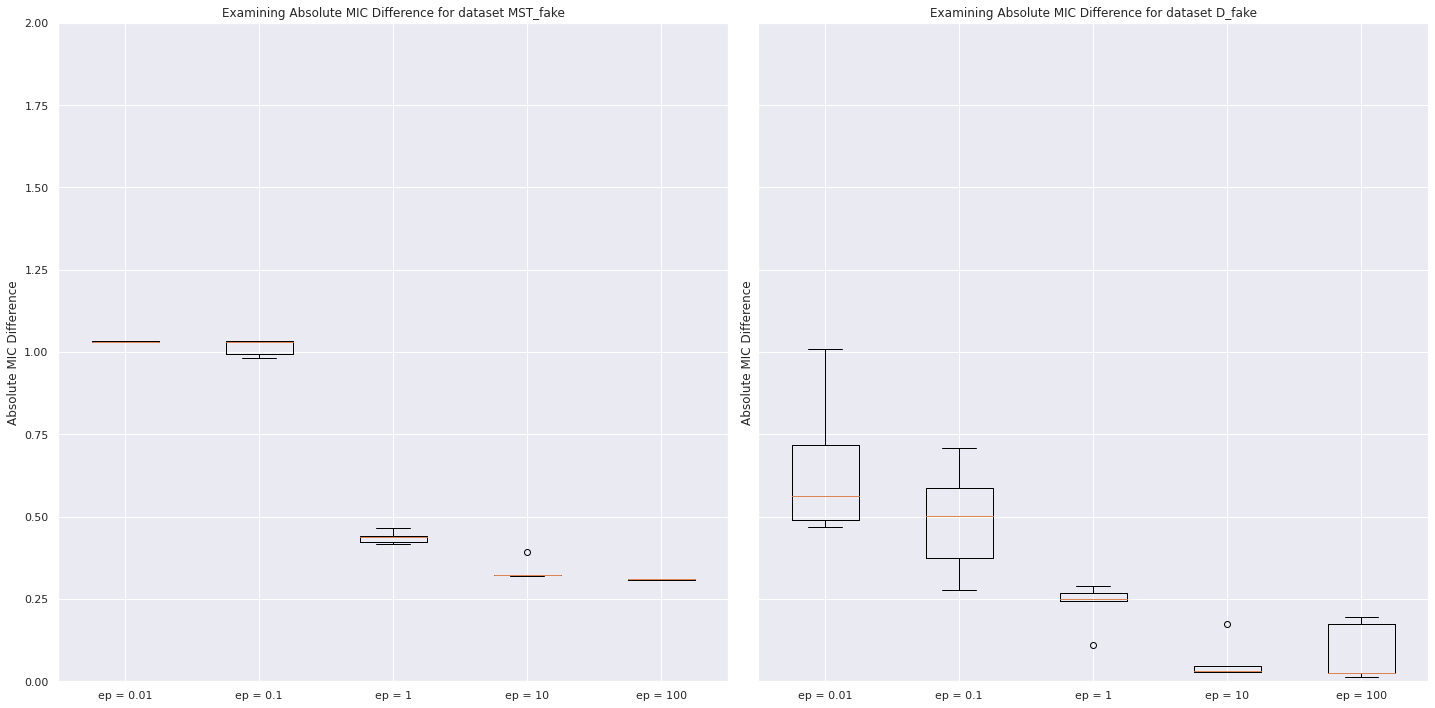 Examining Absolute MIC Difference for dataset MST_fake
Absolute MIC Difference
2.00
1.75
1.50
1.25
1.00
0.75
0.50
0.25
0.00
ep = 0.01
ep = 0.1
ep = 1
ep = 10
ep = 100
Examining Absolute MIC Difference for dataset D_fake
Absolute MIC Difference
ep = 0.01
ep = 0.1
ep = 1
ep = 10
ep = 100